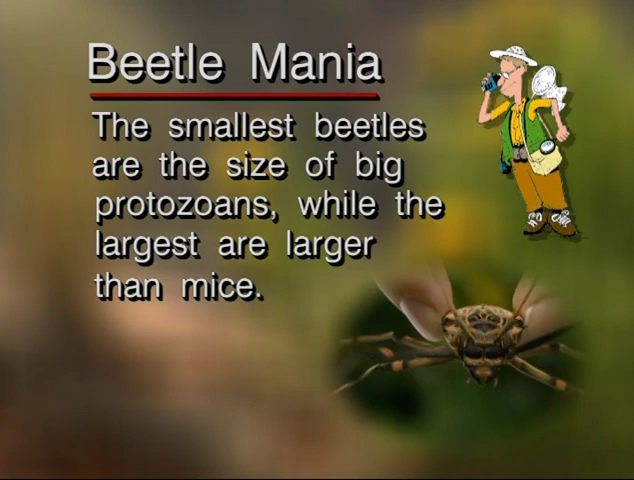 Beetle Mania
The smallest beetles
are the size of big
protozoans, while the
largest are larger
than mice.